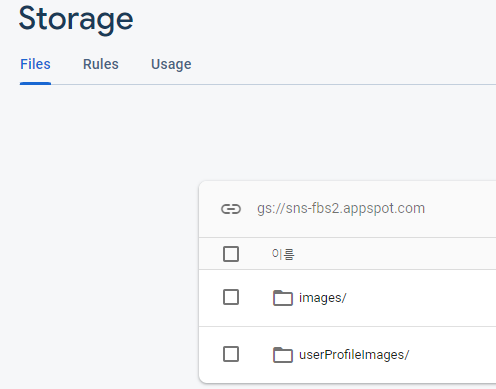 Storage
Files Rules Usage
gs://sns-fbs2.appspot.com
이름
images/
userProfileImages/